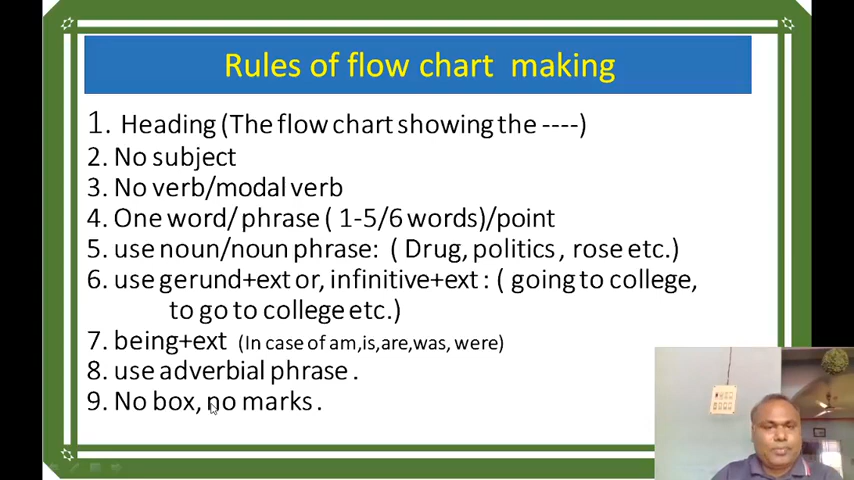 Rules of flow chart making
1. Heading (The flow chart showing the ----)
2. No subject
3. No verb/modal verb
4. One word/ phrase ( 1-5/6 words)/point
5. use noun/noun phrase: ( Drug, politics , rose etc.)
6. use gerund+ext or, infinitive+ext : ( going to college,
to go to college etc.)
7. being+ext (In case of am,is,are,was, were)
8. use adverbial phrase .
9. No box, no marks .